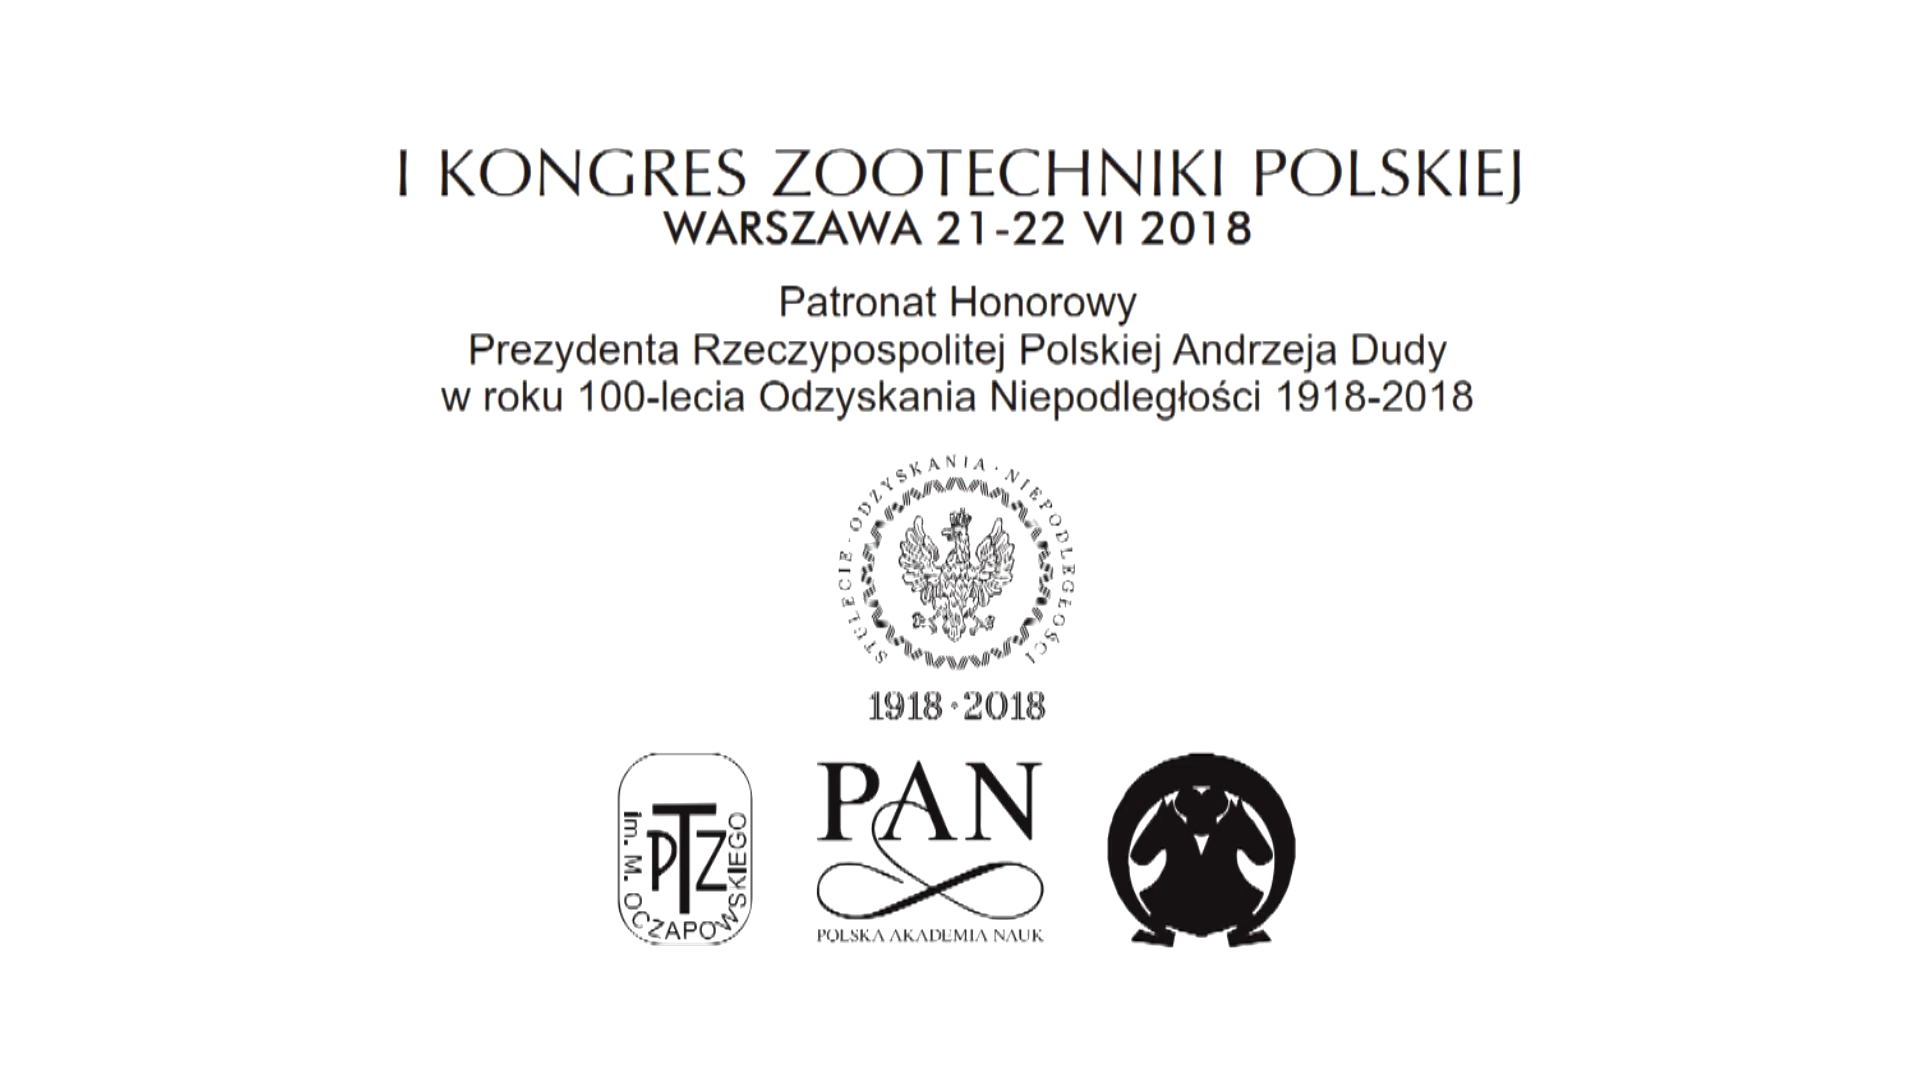 I KONGRES ZOOTECHNIKI POLSKIEJ
WARSZAWA 21-22 VI 2018
Patronat Honorowy
Prezydenta Rzeczypospolitej Polskiej Andrzeja Dudy
w roku 100-lecia Odzyskania Niepodległości 1918-2018
STULECIE · ODZYSKANIA · NIEPODLEGŁOŚCI
1918 · 2018
PTZ
im. M. OCZAPOWSKIEGO
PAN
POLSKA AKADEMIA NAUK